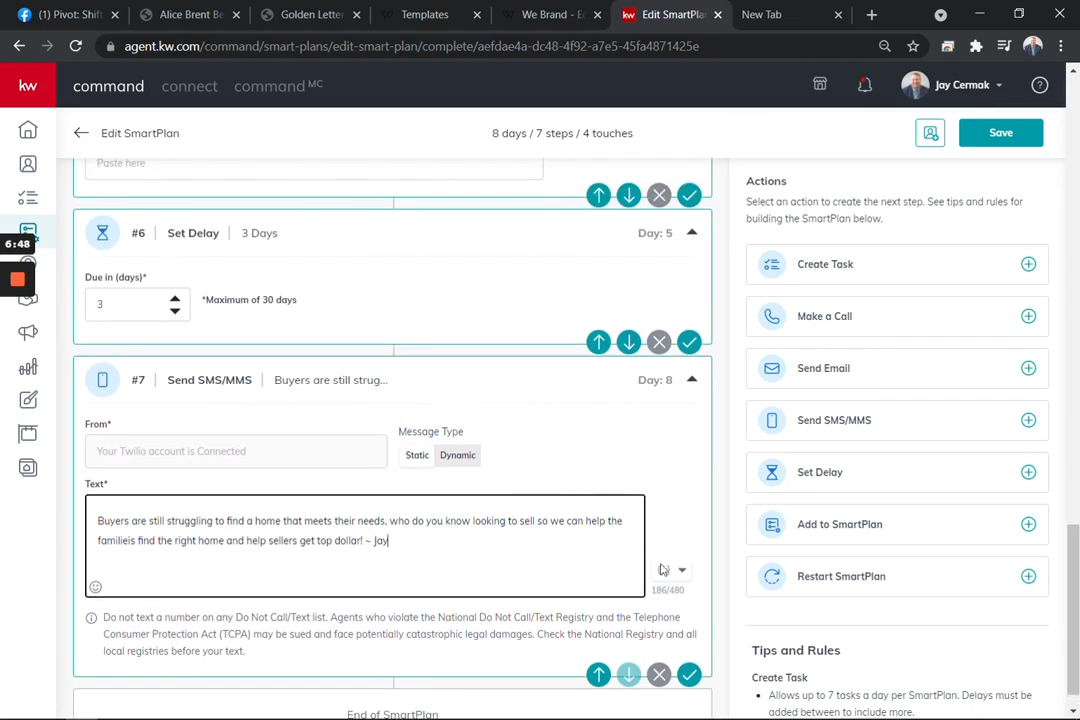 (1) Pivot: Shift
Alice Brent Be
Golden Letter
Templates
We Brand - Ec
Edit SmartPlan
New Tab
agent.kw.com/command/smart-plans/edit-smart-plan/complete/aefdae4a-dc48-4f92-a7e5-45fa4871425e
kw
command
connect
command MC
Jay Cermak
Edit SmartPlan
8 days / 7 steps / 4 touches
Save
Paste here
#6 Set Delay 3 Days Day: 5
Due in (days)*
3
*Maximum of 30 days
#7 Send SMS/MMS Buyers are still strug... Day: 8
From*
Your Twilio account is Connected
Message Type
Static Dynamic
Text*
Buyers are still struggling to find a home that meets their needs, who do you know looking to sell so we can help the
familieis find the right home and help sellers get top dollar! ~ Jay
186/480
Do not text a number on any Do Not Call/Text list. Agents who violate the National Do Not Call/Text Registry and the Telephone
Consumer Protection Act (TCPA) may be sued and face potentially catastrophic legal damages. Check the National Registry and all
local registries before your text.
End of SmartPlan
6:48
Actions
Select an action to create the next step. See tips and rules for
building the SmartPlan below.
Create Task
Make a Call
Send Email
Send SMS/MMS
Set Delay
Add to SmartPlan
Restart SmartPlan
Tips and Rules
Create Task
• Allows up to 7 tasks a day per SmartPlan. Delays must be
added between to include more.